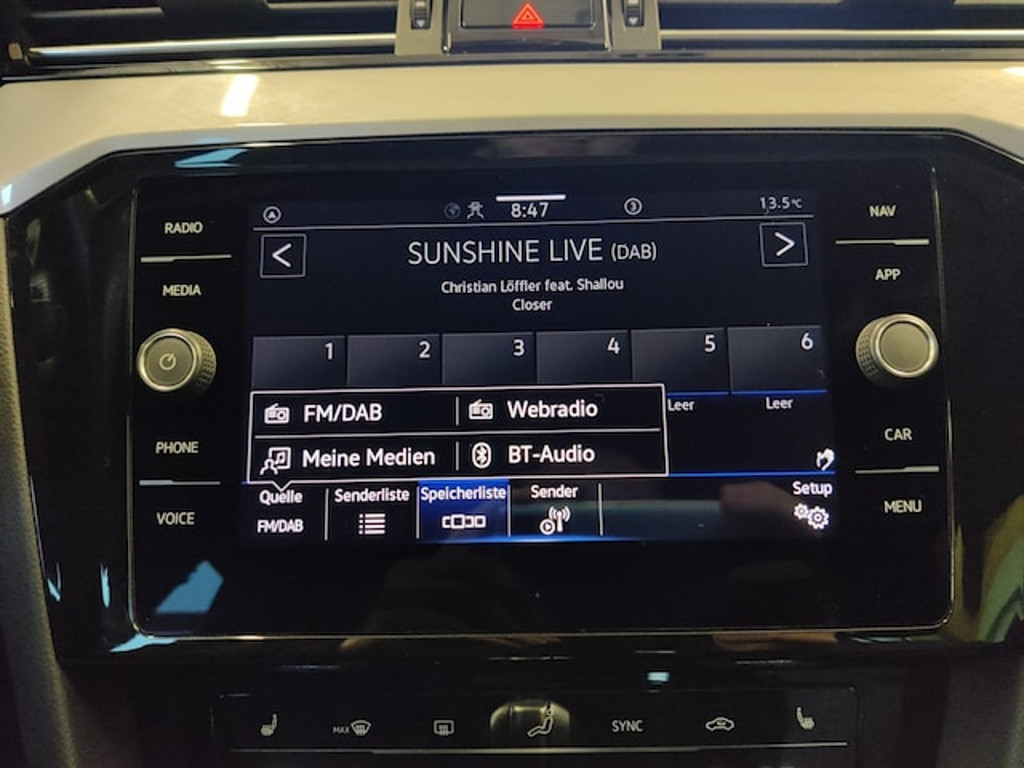 8:47
3
13.5°C
RADIO
NAV
SUNSHINE LIVE (DAB)
MEDIA
APP
Christian Löffler feat. Shallou
Closer
1 2 3 4 5 6
Leer Leer
FM/DAB Webradio
Meine Medien BT-Audio
PHONE
CAR
Quelle Senderliste Speicherliste Sender Setup
FM/DAB
VOICE
MENU
MAX SYNC